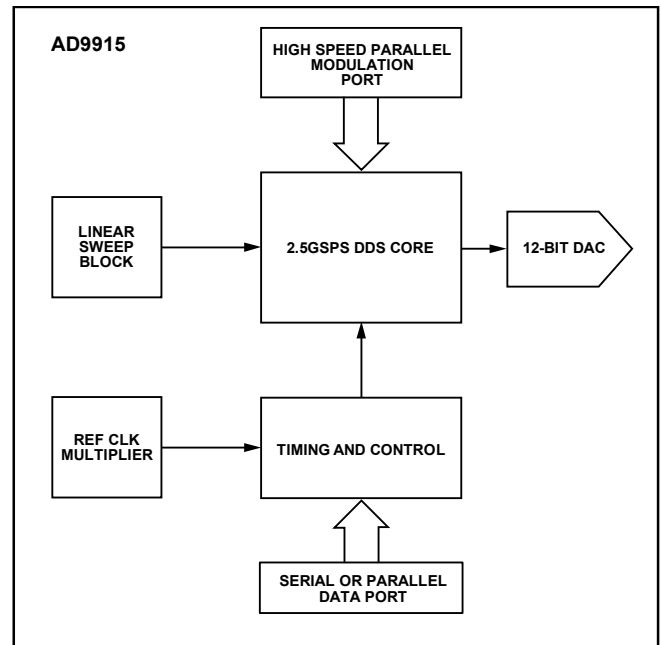 AD9915
HIGH SPEED PARALLEL
MODULATION
PORT
LINEAR
SWEEP
BLOCK
2.5GSPS DDS CORE
12-BIT DAC
REF CLK
MULTIPLIER
TIMING AND CONTROL
SERIAL OR PARALLEL
DATA PORT